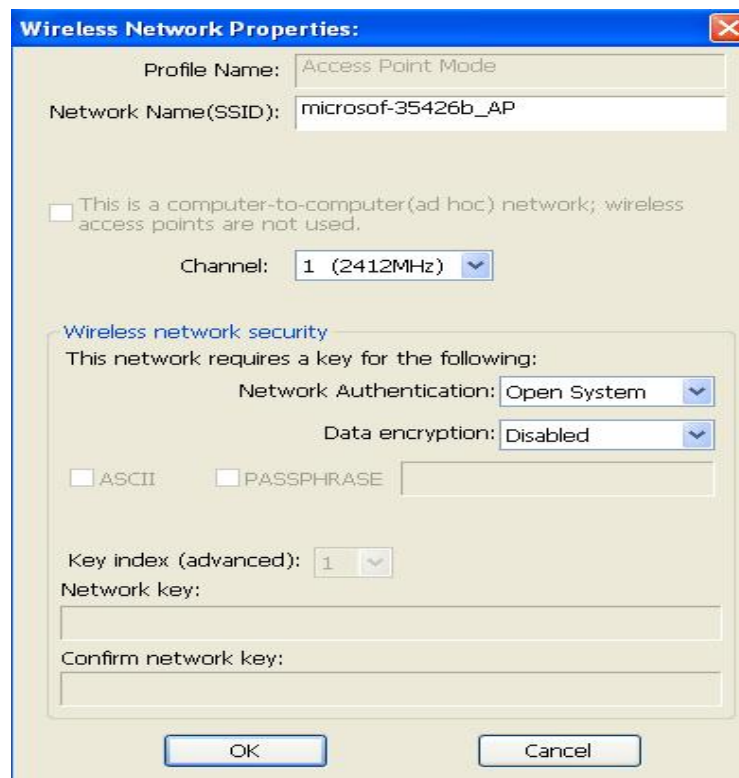 Wireless Network Properties:
Profile Name: Access Point Mode
Network Name(SSID): microsof-35426b_AP
This is a computer-to-computer(ad hoc) network; wireless
access points are not used.
Channel: 1 (2412MHz)
Wireless network security
This network requires a key for the following:
Network Authentication: Open System
Data encryption: Disabled
ASCII PASSPHRASE
Key index (advanced): 1
Network key:
Confirm network key:
OK Cancel